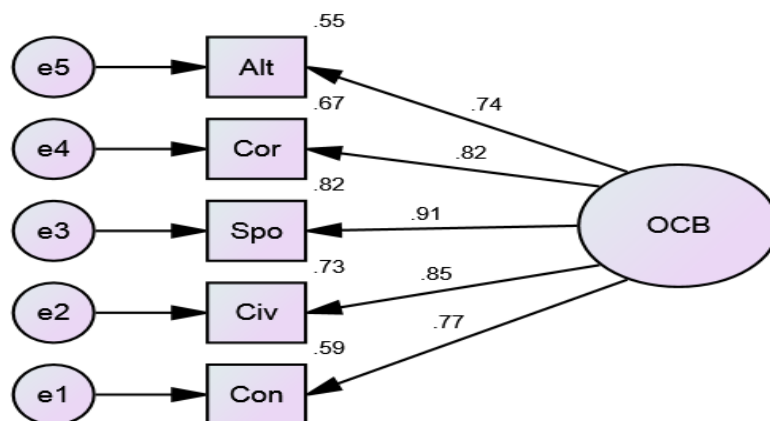 .55
e5 Alt
.74
.67
e4 Cor
.82
.82
e3 Spo
.91
OCB
.73
e2 Civ
.85
.77
.59
e1 Con